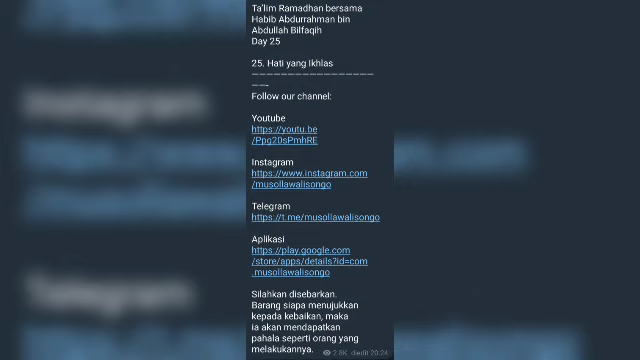 Ta'lim Ramadhan bersama
Habib Abdurrahman bin
Abdullah Bilfaqih
Day 25
25. Hati yang Ikhlas
—————————————————
——-
Follow our channel:
Youtube
https://youtu.be
/Ppg20sPmhRE
Instagram
https://www.instagram.com
/musollawalisongo
Telegram
https://t.me/musollawalisongo
Aplikasi
https://play.google.com
/store/apps/details?id=com
.musollawalisongo
Silahkan disebarkan.
Barang siapa menujukkan
kepada kebaikan, maka
ia akan mendapatkan
pahala seperti orang yang
melakukannya.
2.8K diedit 20:24